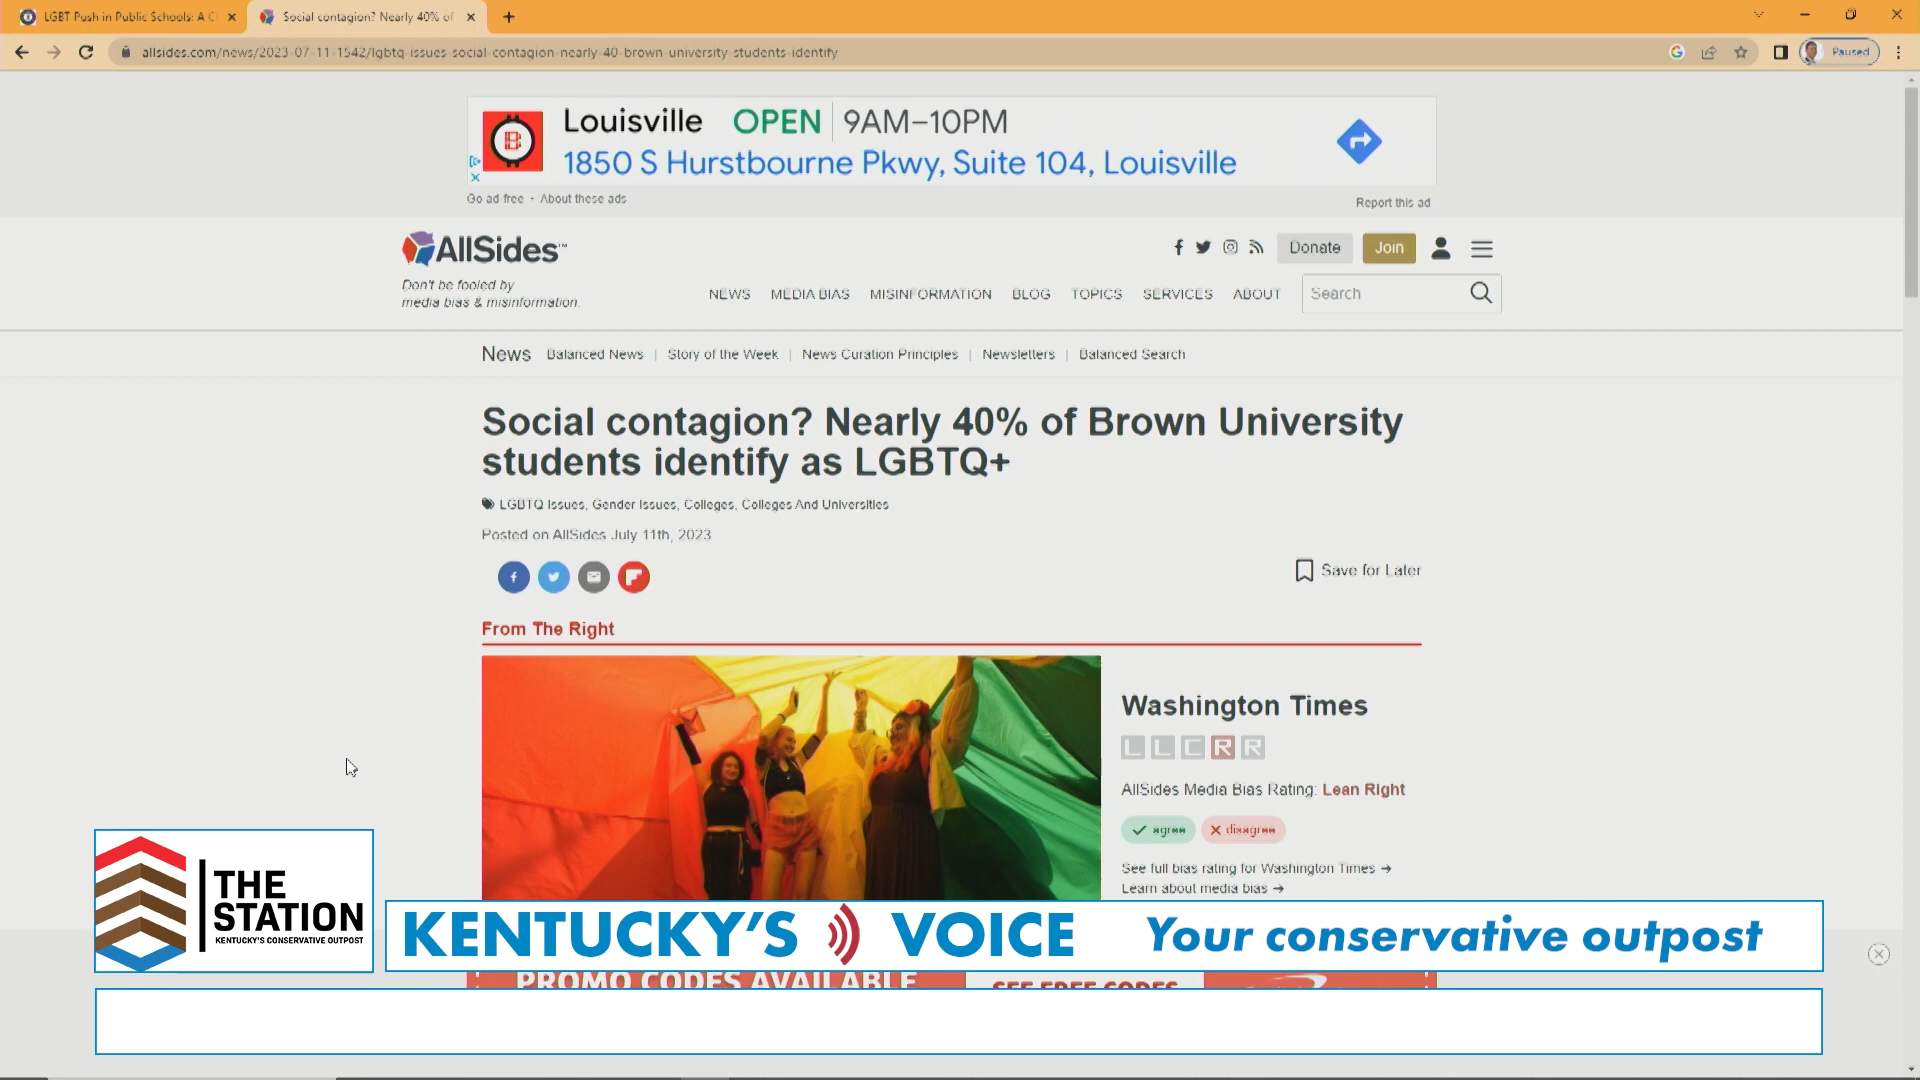 LGBT Push in Public Schools: A C
Social contagion? Nearly 40% of
allsides.com/news/2023-07-11-1542/lgbtq-issues-social-contagion-nearly-40-brown-university-students-identify
Paused
Louisville OPEN 9AM–10PM
1850 S Hurstbourne Pkwy, Suite 104, Louisville
Go ad free • About these ads
Report this ad
AllSides™
Don't be fooled by
media bias & misinformation.
Donate
Join
NEWS MEDIA BIAS MISINFORMATION BLOG TOPICS SERVICES ABOUT
Search
News Balanced News | Story of the Week | News Curation Principles | Newsletters | Balanced Search
Social contagion? Nearly 40% of Brown University
students identify as LGBTQ+
LGBTQ Issues, Gender Issues, Colleges, Colleges And Universities
Posted on AllSides July 11th, 2023
Save for Later
From The Right
Washington Times
L L C R R
AllSides Media Bias Rating: Lean Right
agree
disagree
See full bias rating for Washington Times →
Learn about media bias →
THE
STATION
KENTUCKY'S CONSERVATIVE OUTPOST
KENTUCKY'S VOICE Your conservative outpost
PROMO CODES AVAILABLE
SEE FREE CODES